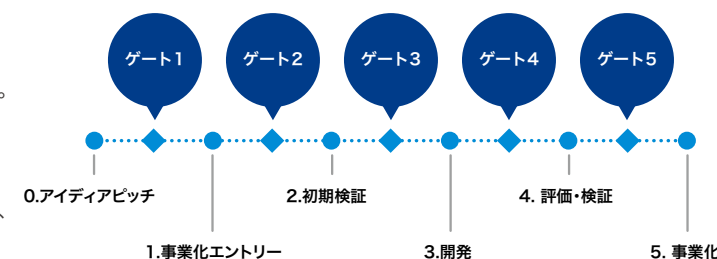 ゲート1 ゲート2 ゲート3 ゲート4 ゲート5
。
0.アイディアピッチ 2.初期検証 4. 評価・検証
、
1.事業化エントリー 3.開発 5. 事業化